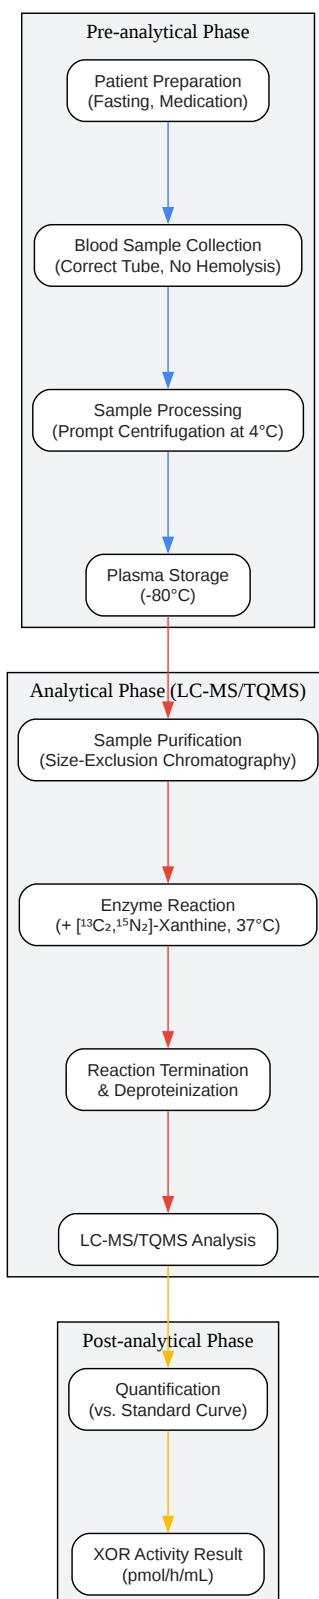 Pre-analytical Phase
Patient Preparation
(Fasting, Medication)
Blood Sample Collection
(Correct Tube, No Hemolysis)
Sample Processing
(Prompt Centrifugation at 4°C)
Plasma Storage
(-80°C)
Analytical Phase (LC-MS/TQMS)
Sample Purification
(Size-Exclusion Chromatography)
Enzyme Reaction
(+ [¹³C₂,¹⁵N₂]-Xanthine, 37°C)
Reaction Termination
& Deproteinization
LC-MS/TQMS Analysis
Post-analytical Phase
Quantification
(vs. Standard Curve)
XOR Activity Result
(pmol/h/mL)